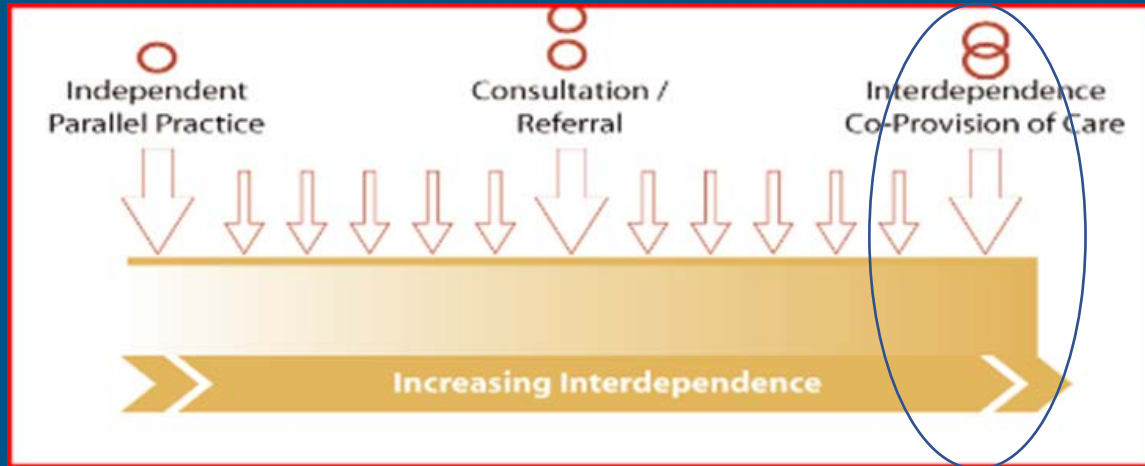 Independent
Parallel Practice
Consultation /
Referral
Interdependence
Co-Provision of Care
Increasing Interdependence